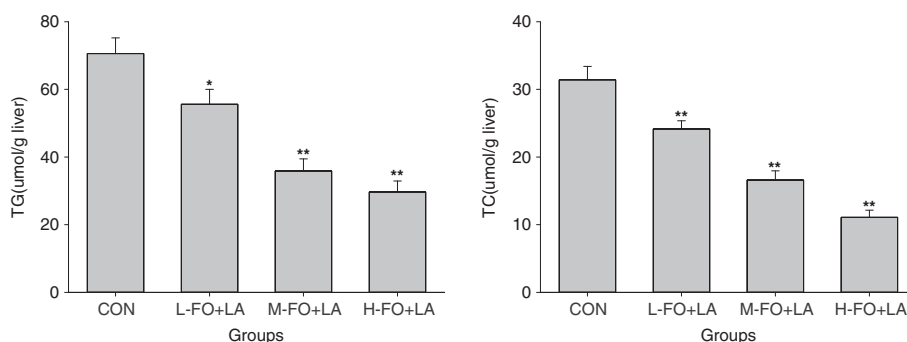 TG(umol/g liver)
80
60
40
20
0
*
**
**
CON L-FO+LA M-FO+LA H-FO+LA
Groups
TC(umol/g liver)
40
30
20
10
0
**
**
**
CON L-FO+LA M-FO+LA H-FO+LA
Groups